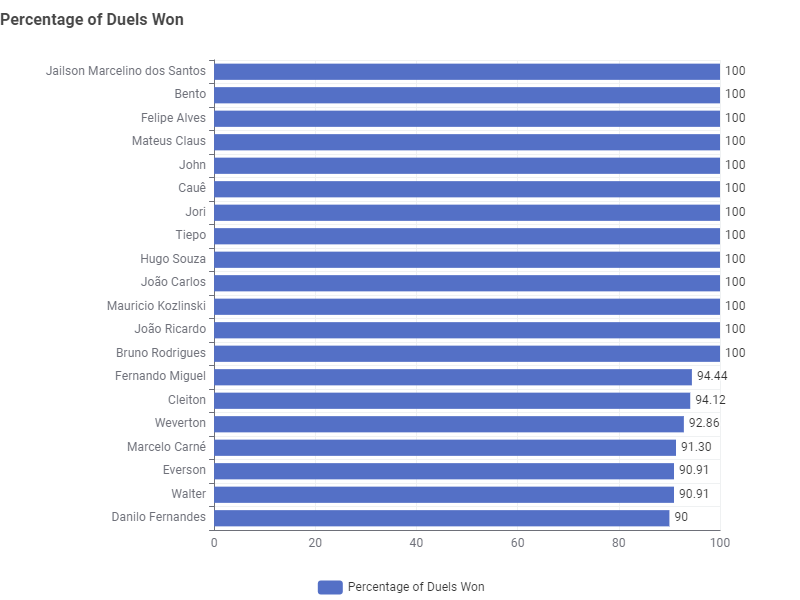 Percentage of Duels Won
Jailson Marcelino dos Santos 100
Bento 100
Felipe Alves 100
Mateus Claus 100
John 100
Cauê 100
Jori 100
Tiepo 100
Hugo Souza 100
João Carlos 100
Mauricio Kozlinski 100
João Ricardo 100
Bruno Rodrigues 100
Fernando Miguel 94.44
Cleiton 94.12
Weverton 92.86
Marcelo Carné 91.30
Everson 90.91
Walter 90.91
Danilo Fernandes 90
0 20 40 60 80 100
Percentage of Duels Won